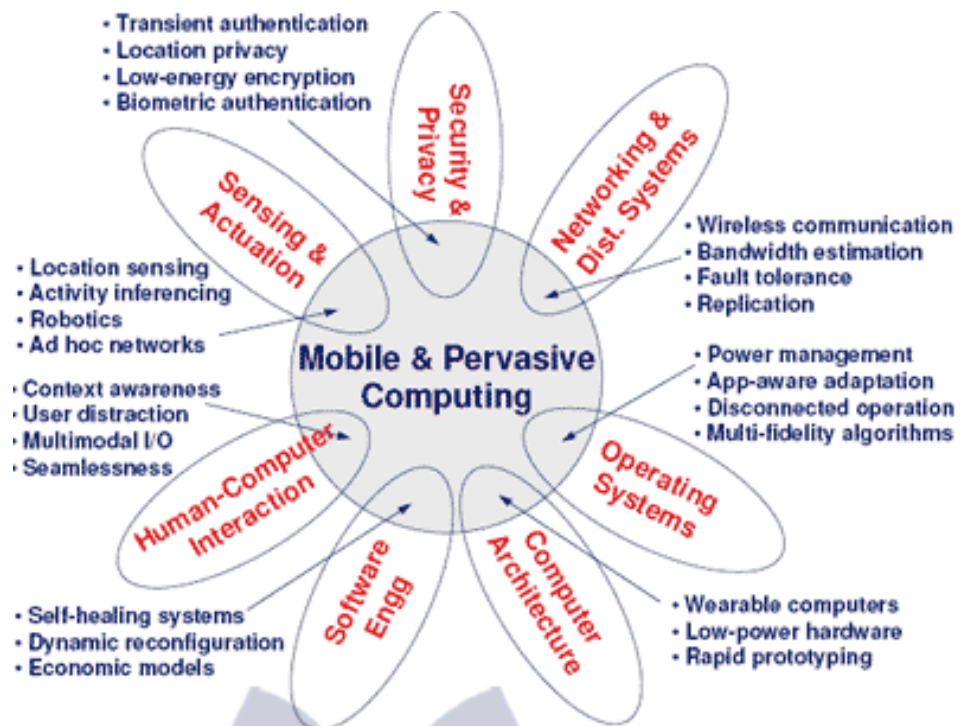 • Transient authentication
• Location privacy
• Low-energy encryption
• Biometric authentication
Security &
Privacy
Networking &
Dist. Systems
• Wireless communication
• Bandwidth estimation
• Fault tolerance
• Replication
Sensing &
Actuation
• Location sensing
• Activity inferencing
• Robotics
• Ad hoc networks
Mobile & Pervasive
Computing
• Power management
• App-aware adaptation
• Disconnected operation
• Multi-fidelity algorithms
• Context awareness
• User distraction
• Multimodal I/O
• Seamlessness
Human-Computer
Interaction
Operating
Systems
Software
Engg
Computer
Architecture
• Self-healing systems
• Dynamic reconfiguration
• Economic models
• Wearable computers
• Low-power hardware
• Rapid prototyping